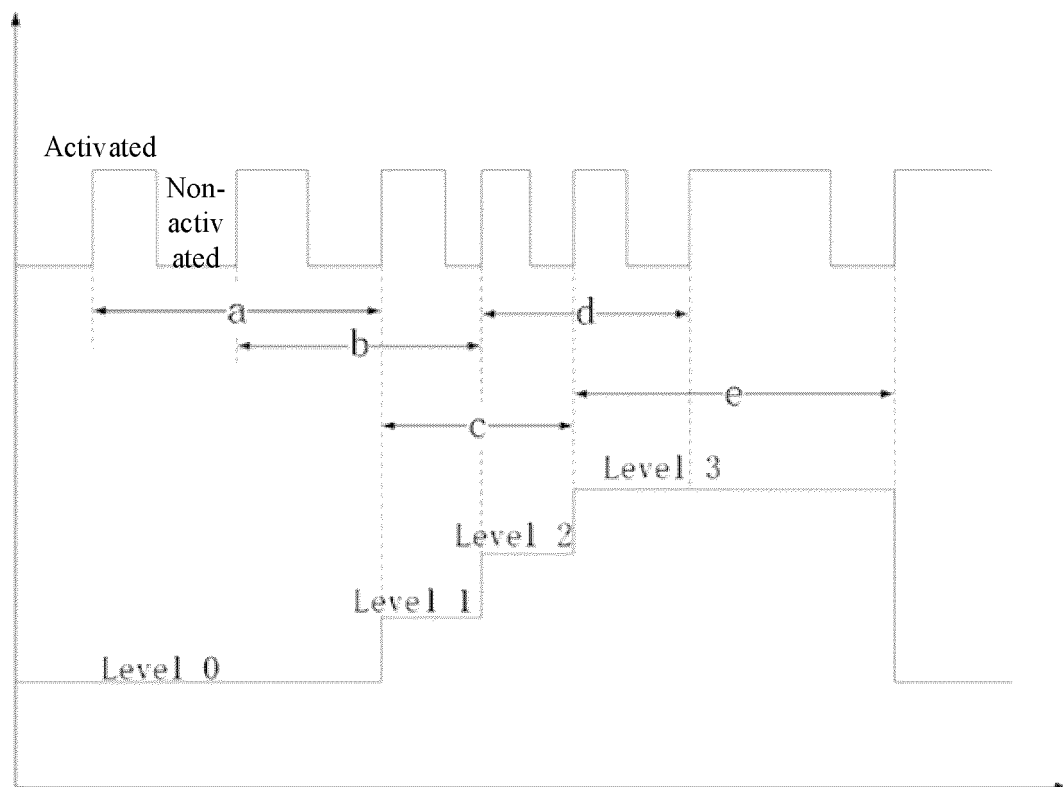 Activated
Non-
activ
ated
a
d
b
e
c
Level 3
Level 2
Level 1
Level 0